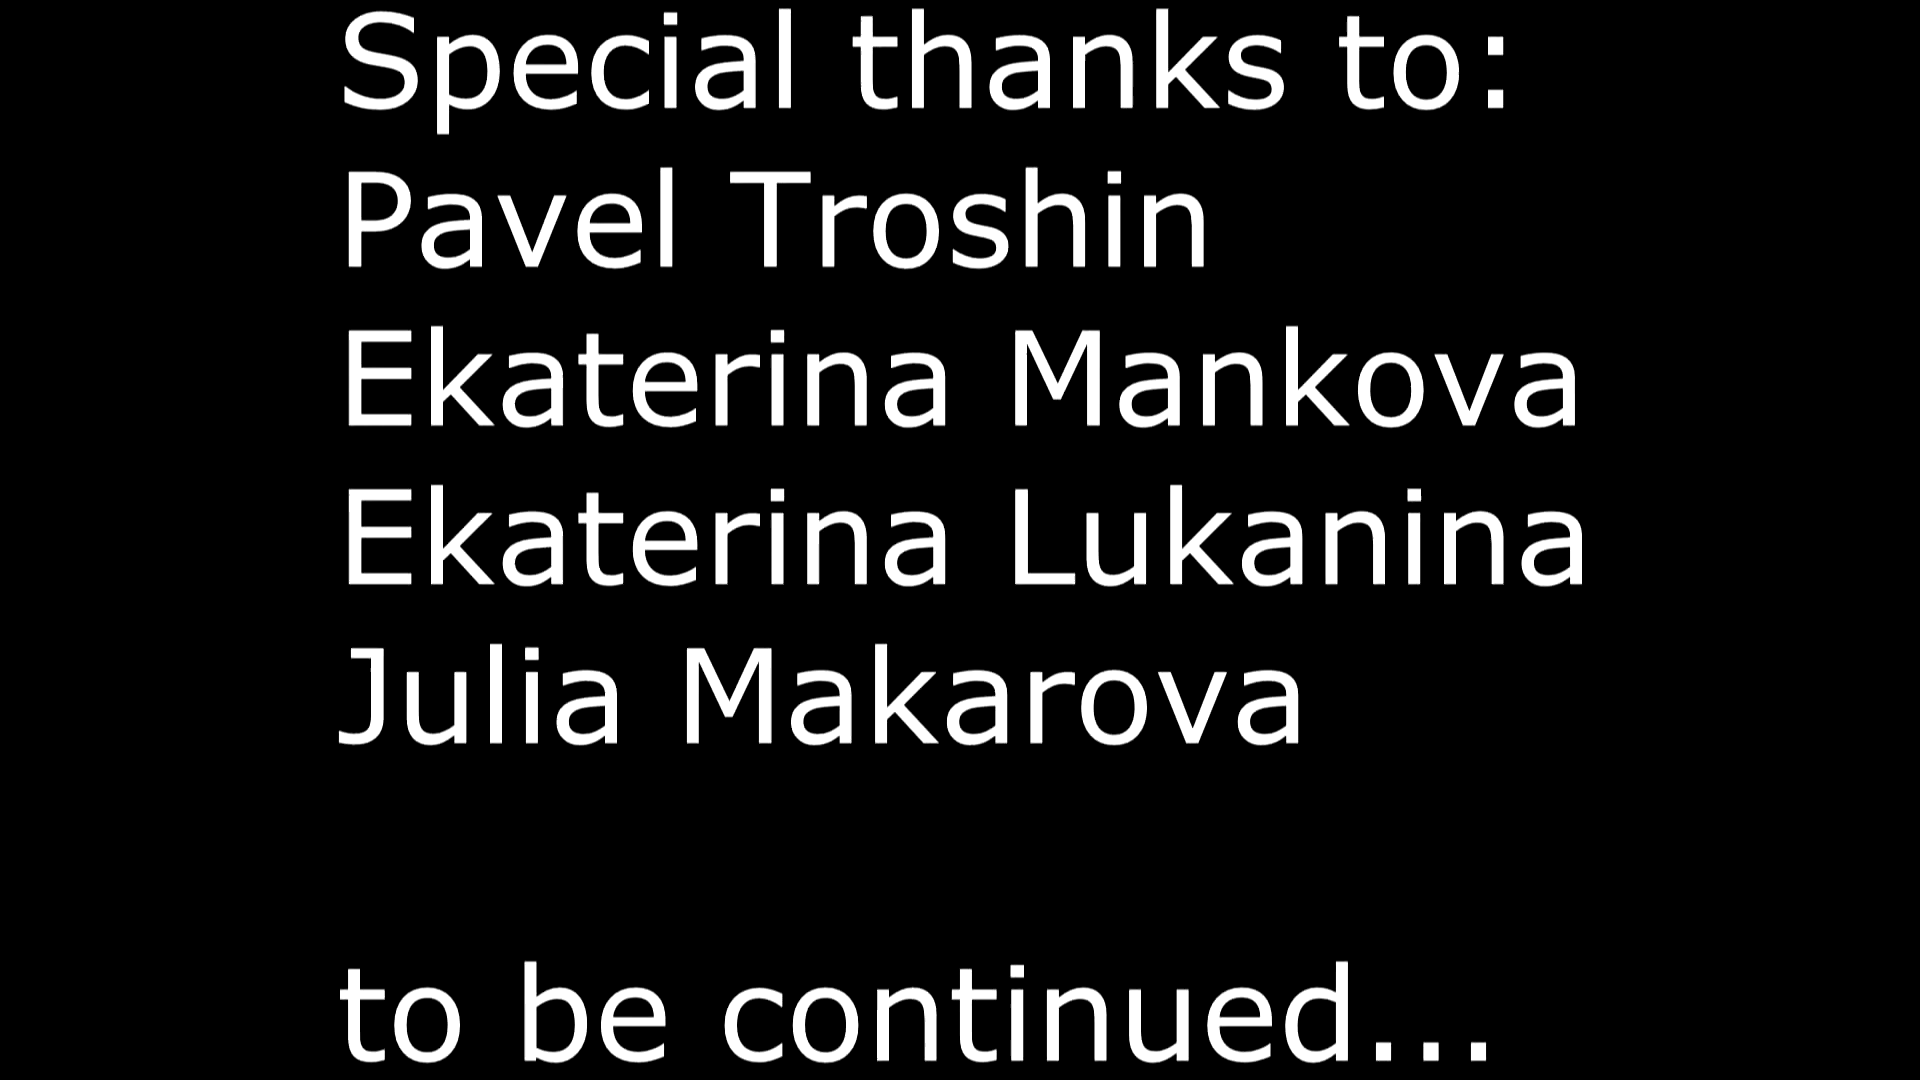 Special thanks to:
Pavel Troshin
Ekaterina Mankova
Ekaterina Lukanina
Julia Makarova
to be continued...